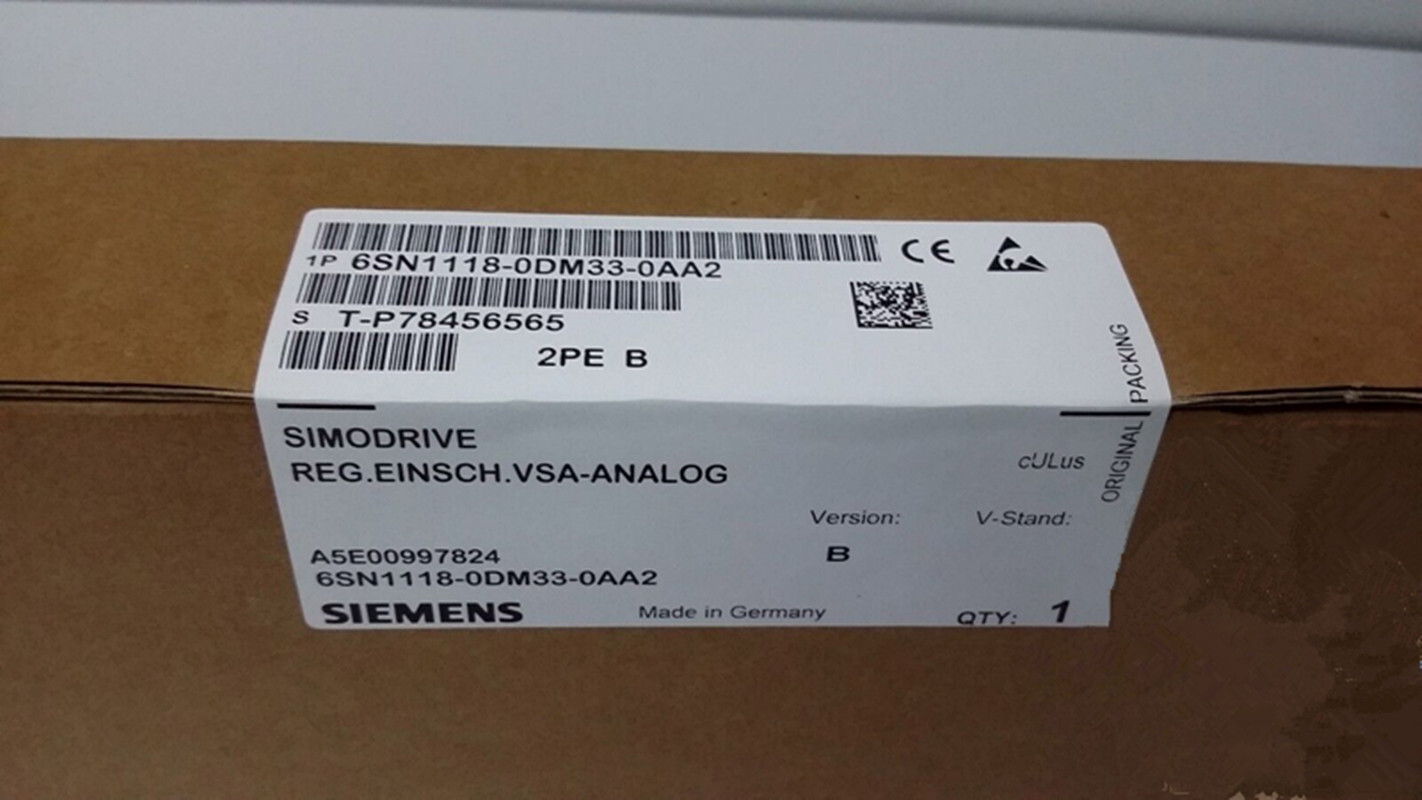 CE
1P 6SN1118-0DM33-0AA2
S T-P78456565
2PE B
ORIGINAL PACKING
SIMODRIVE
REG.EINSCH.VSA-ANALOG
cULus
Version: V-Stand:
B
A5E00997824
6SN1118-0DM33-0AA2
SIEMENS Made in Germany QTY: 1